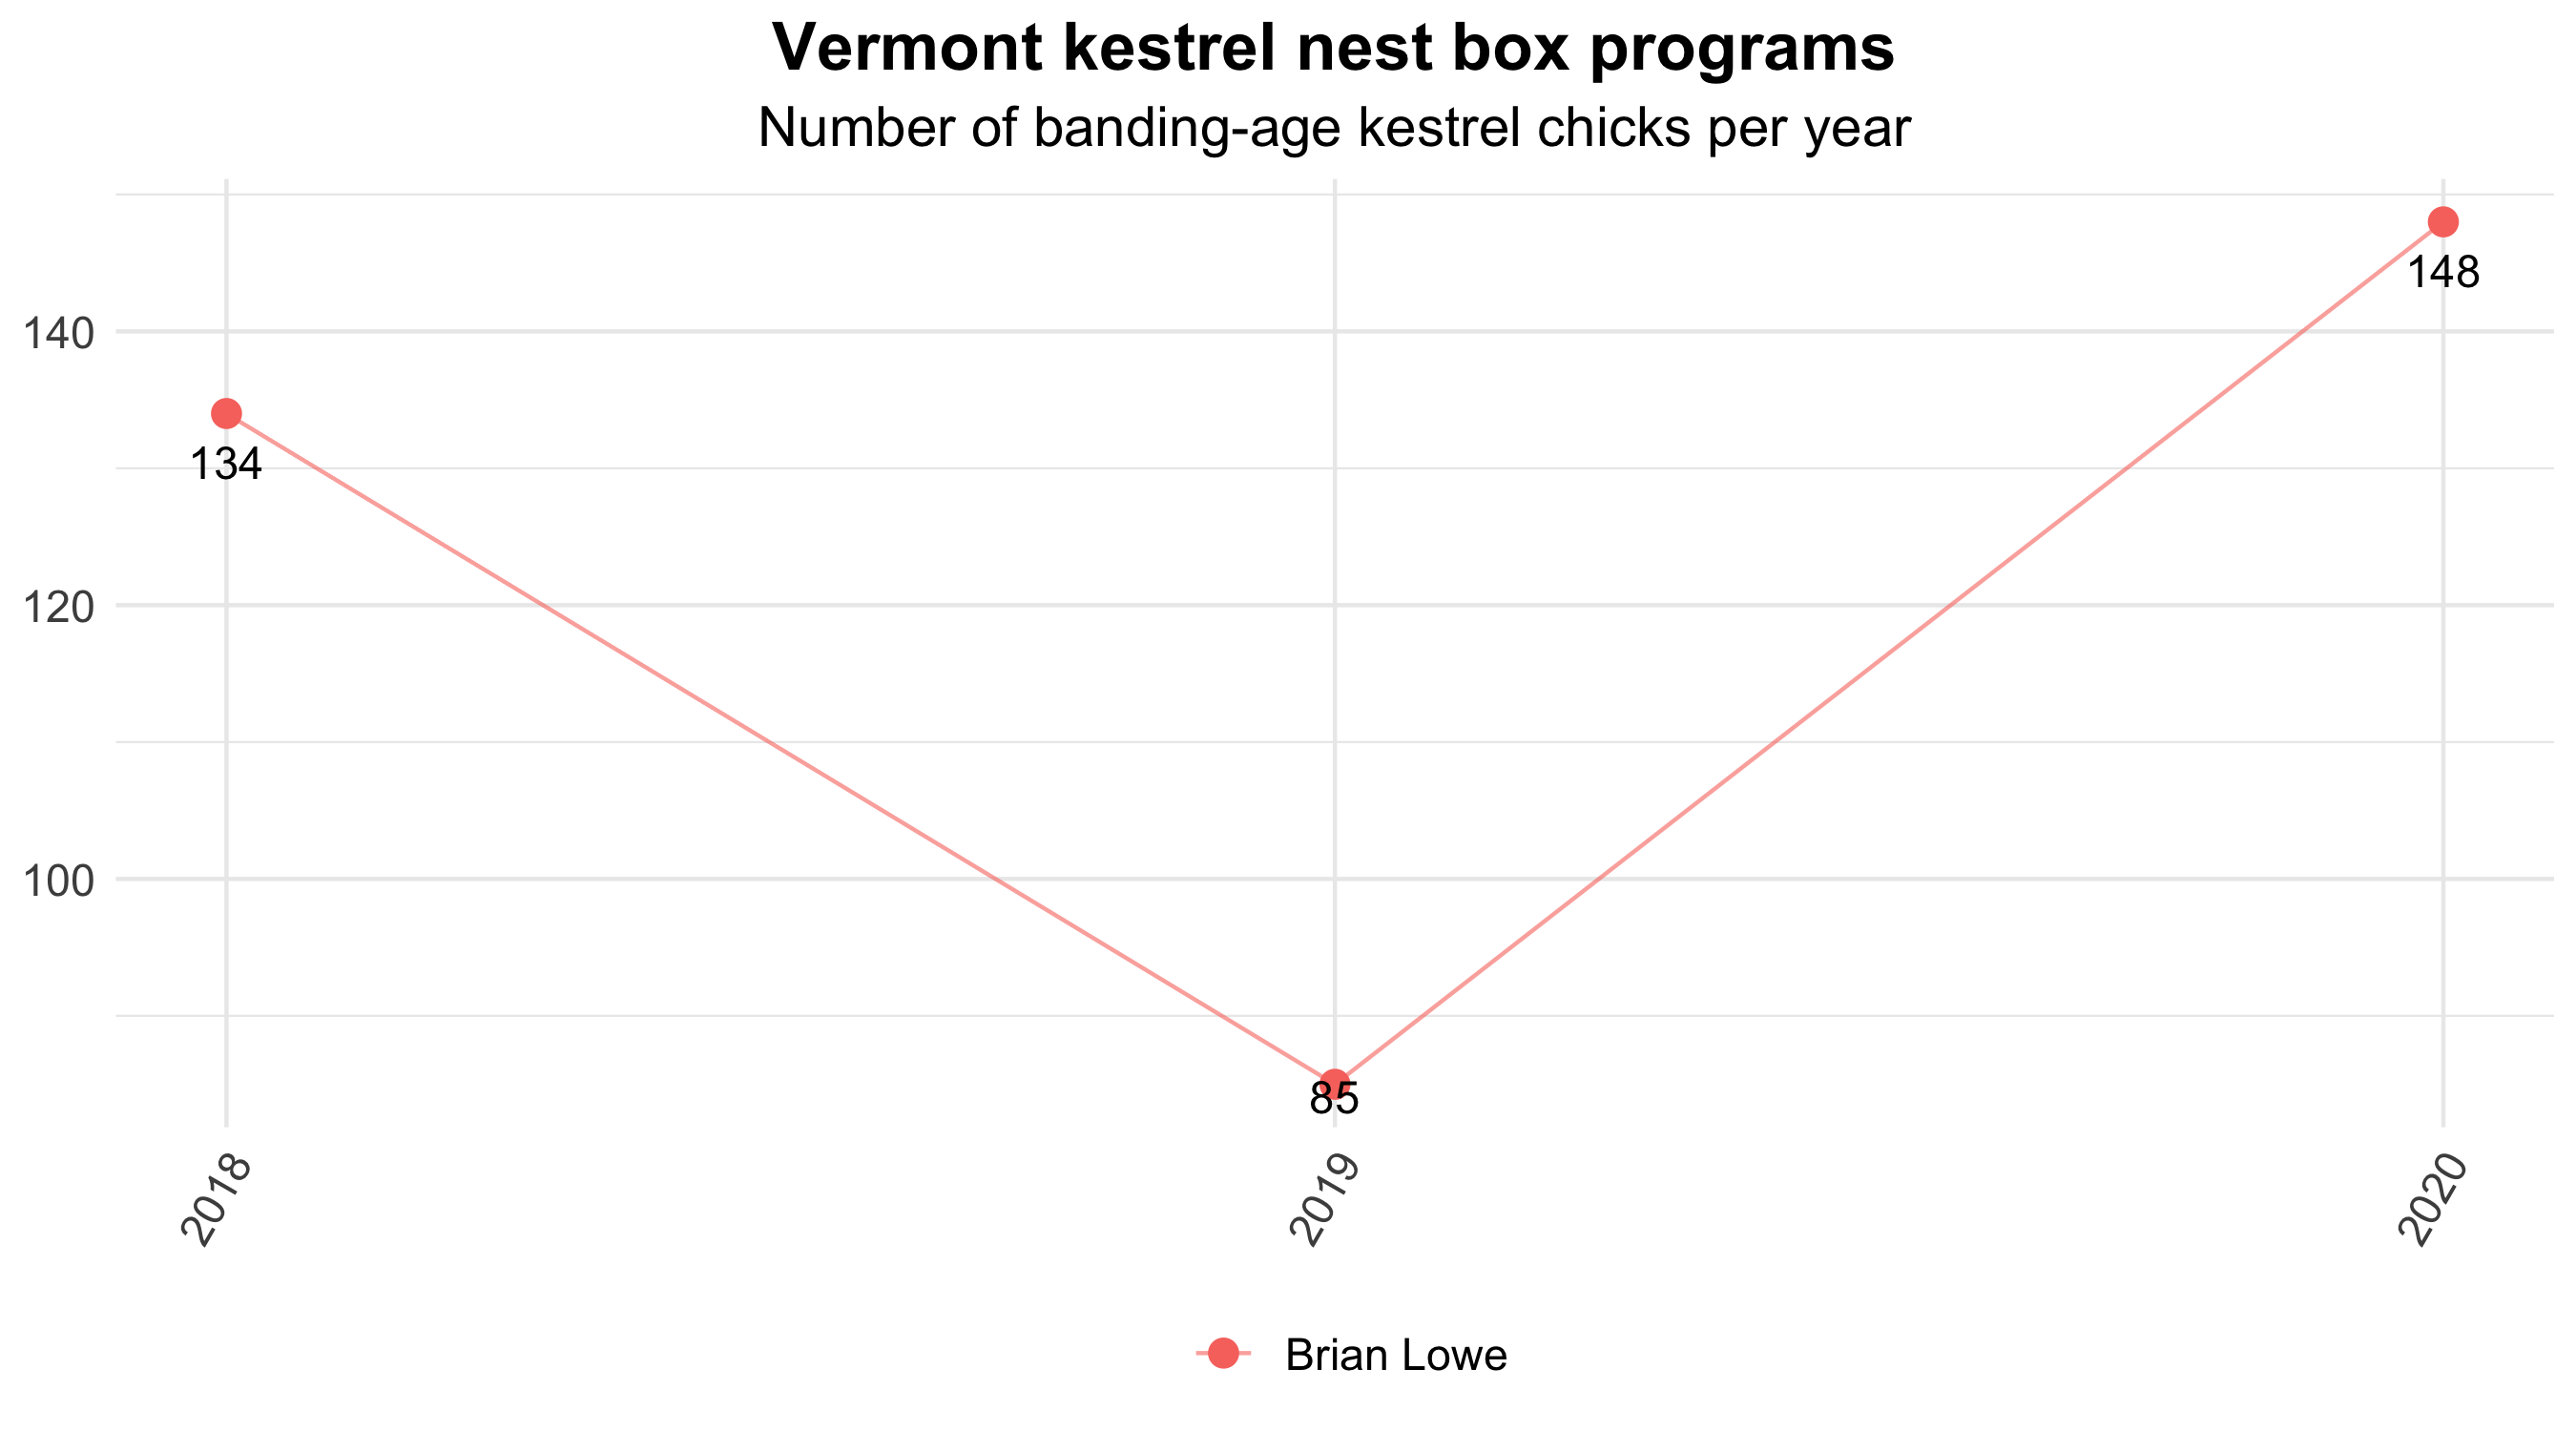 Vermont kestrel nest box programs
Number of banding-age kestrel chicks per year
148
140
134
120
100
85
2018 2019 2020
Brian Lowe